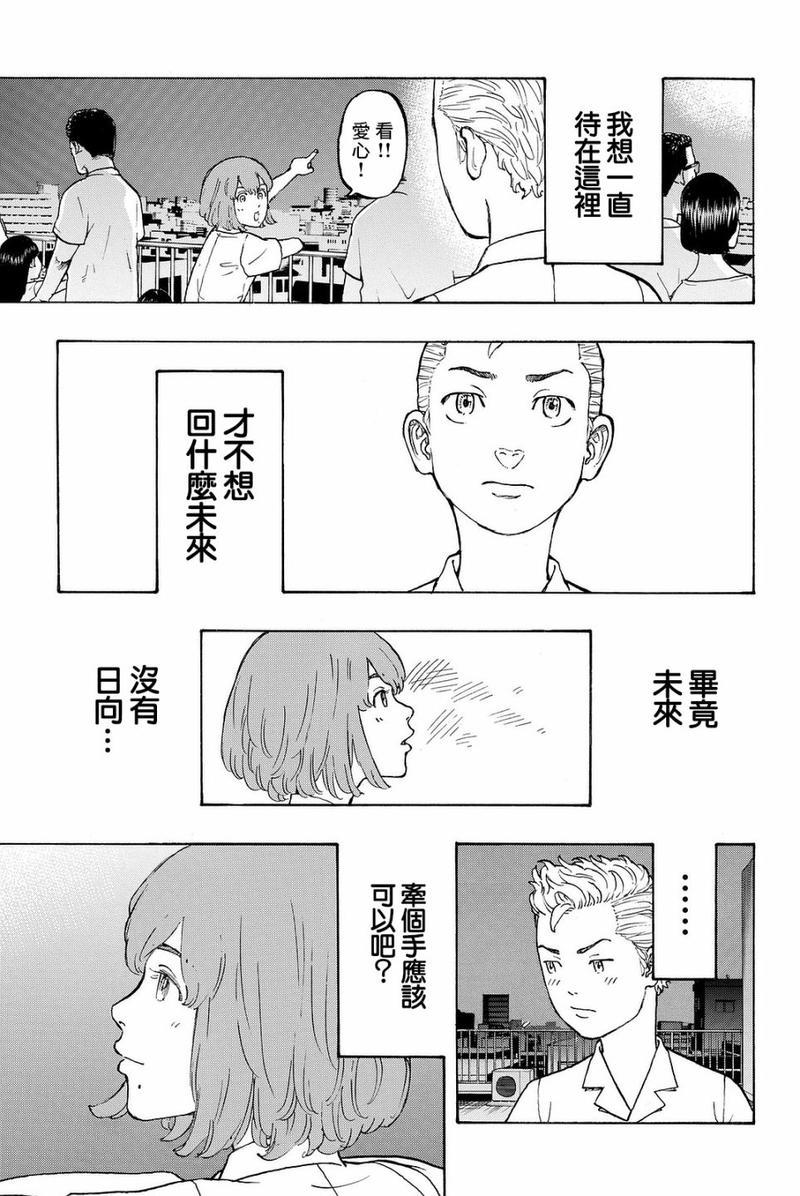 我想一直
待在這裡
看!!
愛心!
才不想
回什麼未來
畢竟
未來
沒有
日向…
……
牽個手應該
可以吧?